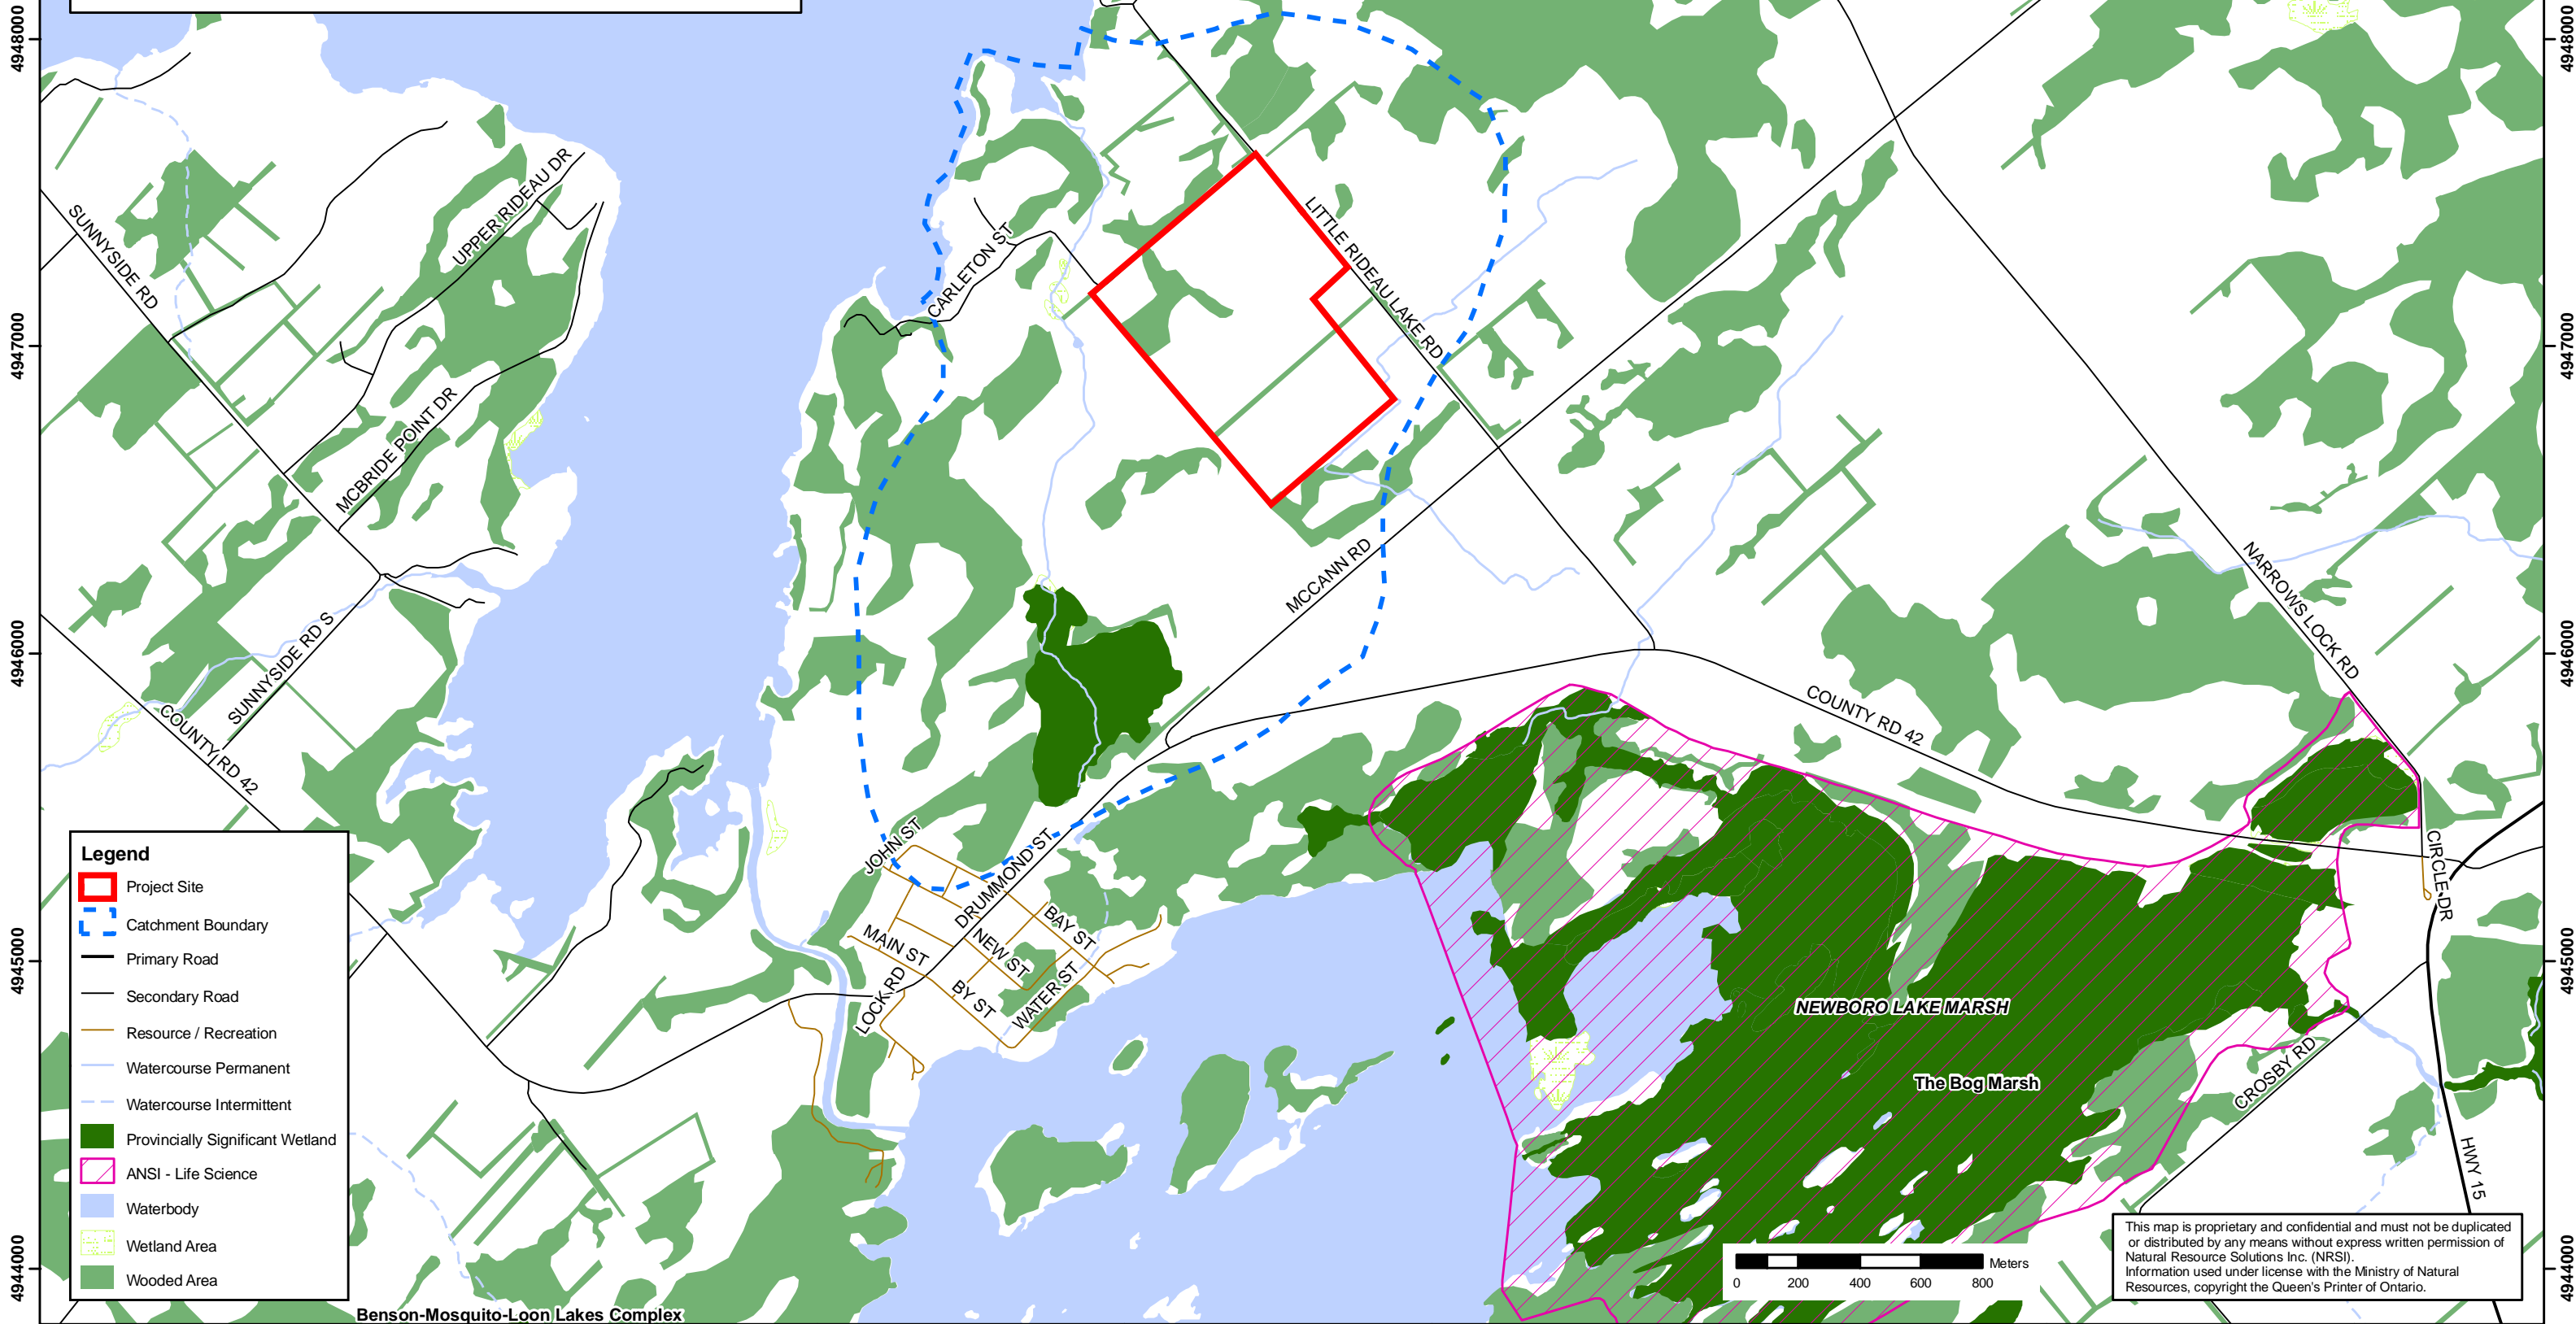 4948000
4948000
UPPER RIDEAU DR
SUNNYSIDE RD
LITTLE RIDEAU LAKE RD
CARLETON ST
4947000
4947000
MCBRIDE POINT DR
MCCANN RD
NARROWS LOCK RD
4946000
4946000
SUNNYSIDE RD S
COUNTY RD 42
COUNTY RD 42
JOHN ST
DRUMMOND ST
CIRCLE DR
BAY ST
MAIN ST
NEW ST
4945000
4945000
BY ST
WATER ST
LOCK RD
NEWBORO LAKE MARSH
The Bog Marsh
CROSBY RD
HWY 15
4944000
4944000
Legend
Project Site
Catchment Boundary
Primary Road
Secondary Road
Resource / Recreation
Watercourse Permanent
Watercourse Intermittent
Provincially Significant Wetland
ANSI - Life Science
Waterbody
Wetland Area
Wooded Area
Benson-Mosquito-Loon Lakes Complex
Meters
0 200 400 600 800
This map is proprietary and confidential and must not be duplicated
or distributed by any means without express written permission of
Natural Resource Solutions Inc. (NRSI).
Information used under license with the Ministry of Natural
Resources, copyright the Queen's Printer of Ontario.